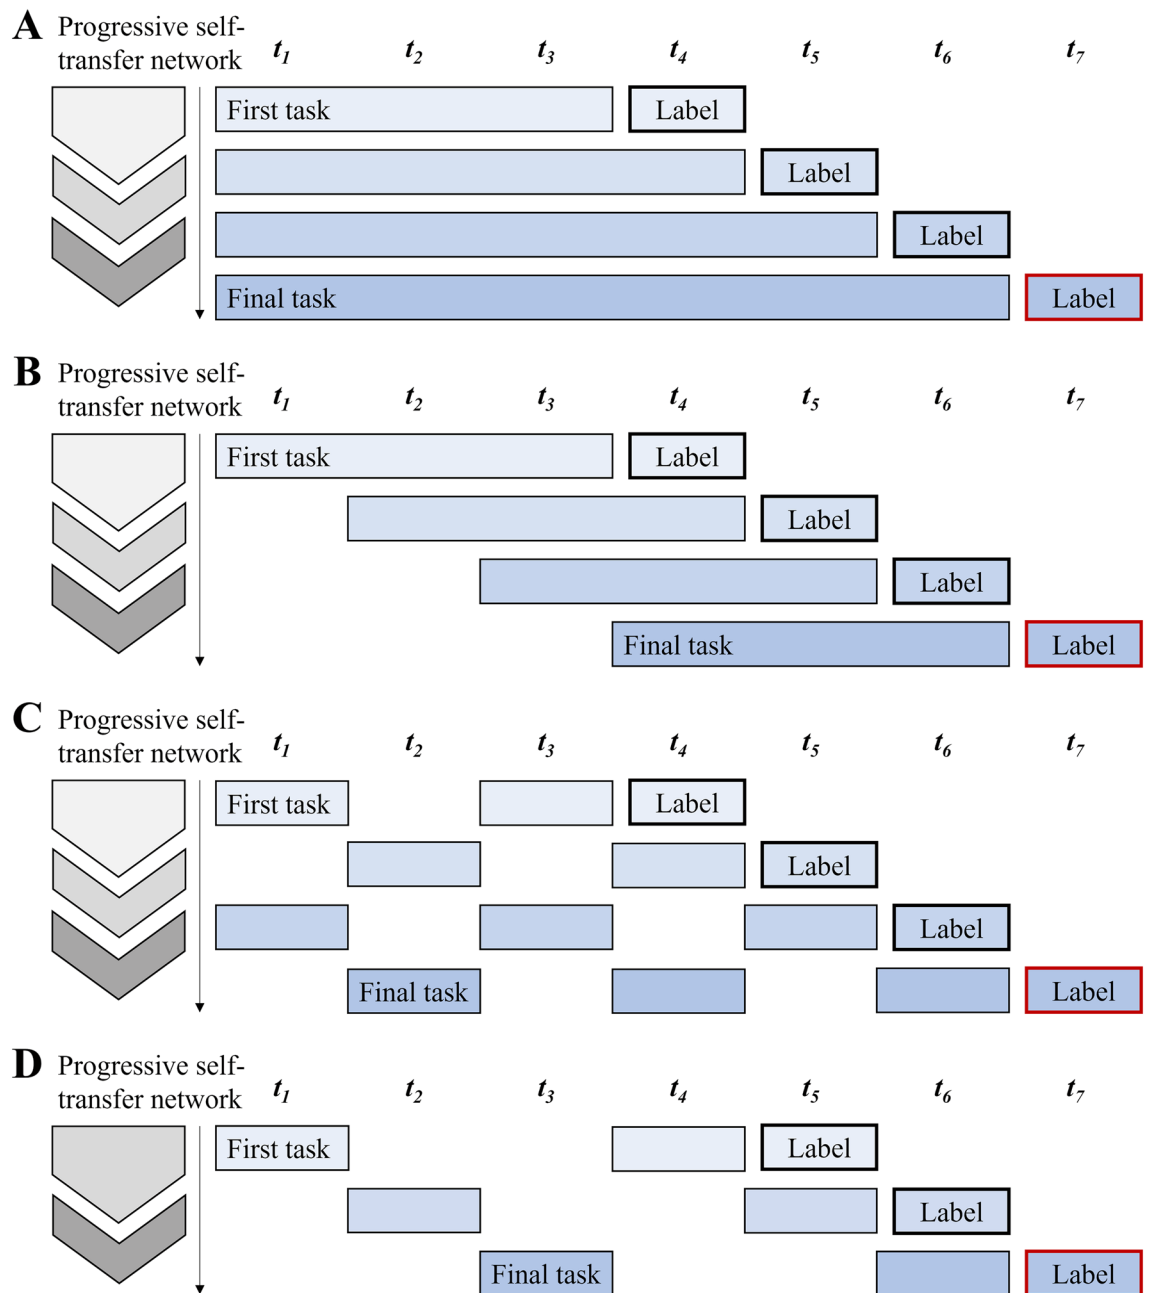 A
Progressive self-
transfer network
t1 t2 t3 t4 t5 t6 t7
First task Label
Label
Label
Final task Label
B
Progressive self-
transfer network
t1 t2 t3 t4 t5 t6 t7
First task Label
Label
Label
Final task Label
C
Progressive self-
transfer network
t1 t2 t3 t4 t5 t6 t7
First task Label
Label
Label
Final task Label
D
Progressive self-
transfer network
t1 t2 t3 t4 t5 t6 t7
First task Label
Label
Final task Label